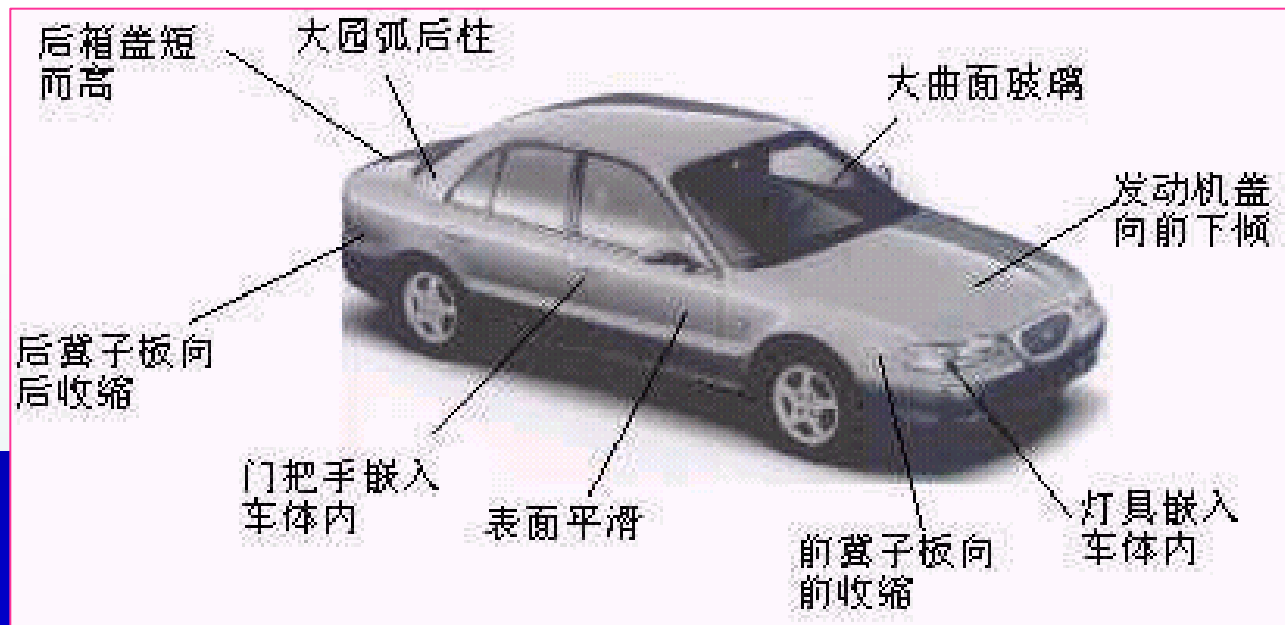 后箱盖短
而高
大园弧后柱
大曲面玻璃
发动机盖
向前下倾
后冀子板向
后收缩
门把手嵌入
车体内
表面平滑
前冀子板向
前收缩
灯具嵌入
车体内